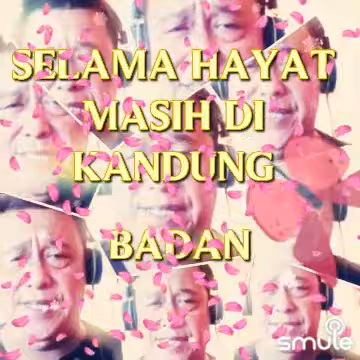 SELAMA HAYAT
MASIH DI
KANDUNG
BADAN
smule